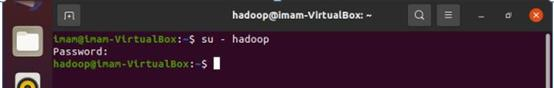 hadoop@imam-VirtualBox: ~
imam@imam-VirtualBox:~$ su - hadoop
Password:
hadoop@imam-VirtualBox:~$